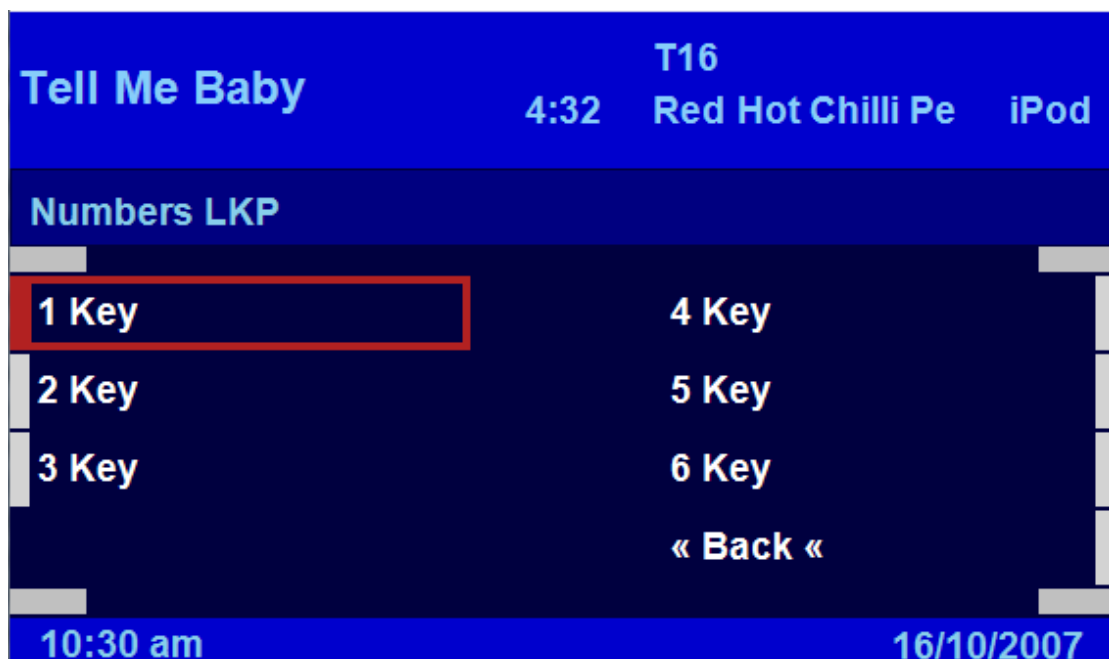 Tell Me Baby
T16
4:32 Red Hot Chilli Pe iPod
Numbers LKP
1 Key 4 Key
2 Key 5 Key
3 Key 6 Key
« Back «
10:30 am 16/10/2007